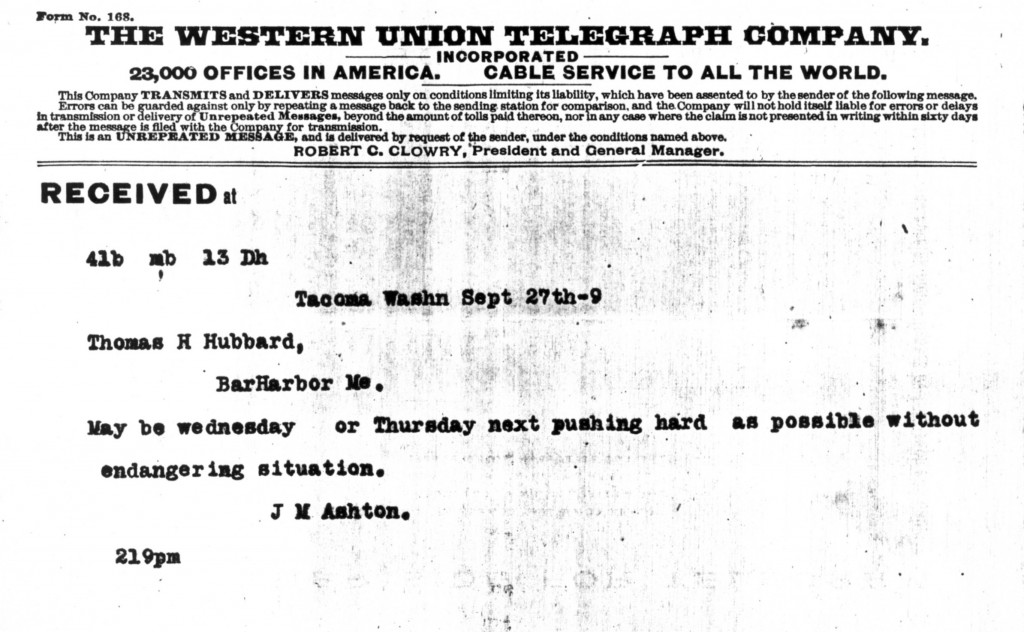 Form No. 168.
THE WESTERN UNION TELEGRAPH COMPANY.
INCORPORATED
23,000 OFFICES IN AMERICA. CABLE SERVICE TO ALL THE WORLD.
This Company TRANSMITS and DELIVERS messages only on conditions limiting its liability, which have been assented to by the sender of the following message.
Errors can be guarded against only by repeating a message back to the sending station for comparison, and the Company will not hold itself liable for errors or delays
in transmission or delivery of Unrepeated Messages, beyond the amount of tolls paid thereon, nor in any case where the claim is not presented in writing within sixty days
after the message is filed with the Company for transmission.
This is an UNREPEATED MESSAGE, and is delivered by request of the sender, under the conditions named above.
ROBERT C. CLOWRY, President and General Manager.
RECEIVED at
41b mb 13 Dh
Tacoma Washn Sept 27th-9
Thomas H Hubbard,
BarHarbor Me.
May be wednesday or Thursday next pushing hard as possible without
endangering situation.
J M Ashton.
219pm